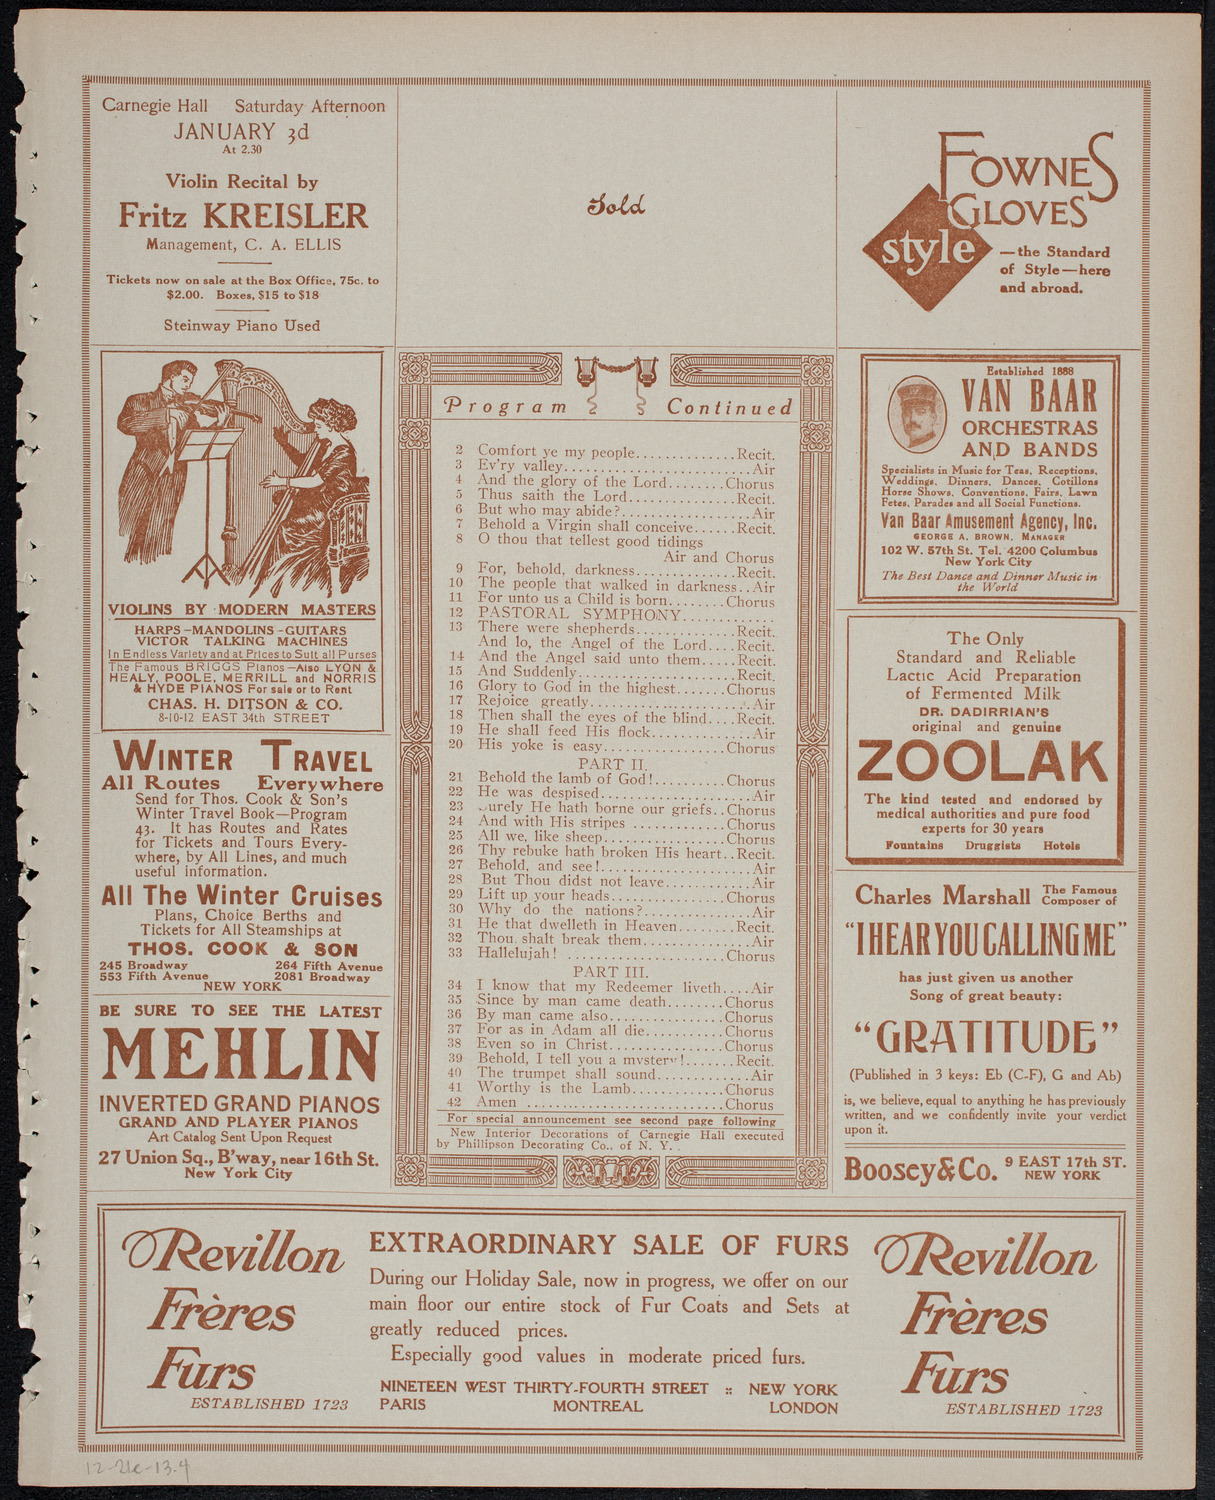 Carnegie Hall Saturday Afternoon
JANUARY 3d
At 2.30
Violin Recital by
Fritz KREISLER
Management, C. A. ELLIS
Tickets now on sale at the Box Office, 75c. to
$2.00. Boxes, $15 to $18
Steinway Piano Used
VIOLINS BY MODERN MASTERS
HARPS-MANDOLINS-GUITARS
VICTOR TALKING MACHINES
In Endless Variety and at Prices to Suit all Purses
The Famous BRIGGS Pianos—Also LYON &
HEALY, POOLE, MERRILL and NORRIS
& HYDE PIANOS For sale or to Rent
CHAS. H. DITSON & CO.
8-10-12 EAST 34th STREET
WINTER TRAVEL
All Routes Everywhere
Send for Thos. Cook & Son's
Winter Travel Book—Program
43. It has Routes and Rates
for Tickets and Tours Every-
where, by All Lines, and much
useful information.
All The Winter Cruises
Plans, Choice Berths and
Tickets for All Steamships at
THOS. COOK & SON
245 Broadway 264 Fifth Avenue
553 Fifth Avenue 2081 Broadway
NEW YORK
BE SURE TO SEE THE LATEST
MEHLIN
INVERTED GRAND PIANOS
GRAND AND PLAYER PIANOS
Art Catalog Sent Upon Request
27 Union Sq., B'way, near 16th St.
New York City
Sold
Program Continued
2 Comfort ye my people..............Recit.
3 Ev'ry valley..........................Air
4 And the glory of the Lord........Chorus
5 Thus saith the Lord...............Recit.
6 But who may abide?..................Air
7 Behold a Virgin shall conceive......Recit.
8 O thou that tellest good tidings
Air and Chorus
9 For, behold, darkness..............Recit.
10 The people that walked in darkness..Air
11 For unto us a Child is born........Chorus
12 PASTORAL SYMPHONY.............
13 There were shepherds..............Recit.
And lo, the Angel of the Lord....Recit.
14 And the Angel said unto them.....Recit.
15 And Suddenly......................Recit.
16 Glory to God in the highest.......Chorus
17 Rejoice greatly.......................Air
18 Then shall the eyes of the blind....Recit.
19 He shall feed His flock..............Air
20 His yoke is easy.................Chorus
PART II.
21 Behold the lamb of God!..........Chorus
22 He was despised.....................Air
23 Surely He hath borne our griefs..Chorus
24 And with His stripes .............Chorus
25 All we, like sheep.................Chorus
26 Thy rebuke hath broken His heart..Recit.
27 Behold, and see!.....................Air
28 But Thou didst not leave............Air
29 Lift up your heads................Chorus
30 Why do the nations?...............Air
31 He that dwelleth in Heaven........Recit.
32 Thou shalt break them...............Air
33 Hallelujah! ......................Chorus
PART III.
34 I know that my Redeemer liveth....Air
35 Since by man came death........Chorus
36 By man came also................Chorus
37 For as in Adam all die...........Chorus
38 Even so in Christ................Chorus
39 Behold, I tell you a mystery!.......Recit.
40 The trumpet shall sound.............Air
41 Worthy is the Lamb.............Chorus
42 Amen ............................Chorus
For special announcement see second page following
New Interior Decorations of Carnegie Hall executed
by Phillipson Decorating Co., of N. Y.
FOWNES
GLOVES
style
—the Standard
of Style—here
and abroad.
Established 1888
VAN BAAR
ORCHESTRAS
AND BANDS
Specialists in Music for Teas, Receptions,
Weddings, Dinners, Dances, Cotillons
Horse Shows, Conventions, Fairs, Lawn
Fetes, Parades and all Social Functions.
Van Baar Amusement Agency, Inc.
GEORGE A. BROWN, MANAGER
102 W. 57th St. Tel. 4200 Columbus
New York City
The Best Dance and Dinner Music in
the World
The Only
Standard and Reliable
Lactic Acid Preparation
of Fermented Milk
DR. DADIRRIAN'S
original and genuine
ZOOLAK
The kind tested and endorsed by
medical authorities and pure food
experts for 30 years
Fountains Druggists Hotels
Charles Marshall The Famous Composer of
"I HEAR YOU CALLING ME"
has just given us another
Song of great beauty:
"GRATITUDE"
(Published in 3 keys: Eb (C-F), G and Ab)
is, we believe, equal to anything he has previously
written, and we confidently invite your verdict
upon it.
BOOSEY & CO. 9 EAST 17th ST.
NEW YORK
Revillon
Frères
Furs
ESTABLISHED 1723
EXTRAORDINARY SALE OF FURS
During our Holiday Sale, now in progress, we offer on our
main floor our entire stock of Fur Coats and Sets at
greatly reduced prices.
Especially good values in moderate priced furs.
NINETEEN WEST THIRTY-FOURTH STREET :: NEW YORK
PARIS MONTREAL LONDON
Revillon
Frères
Furs
ESTABLISHED 1723